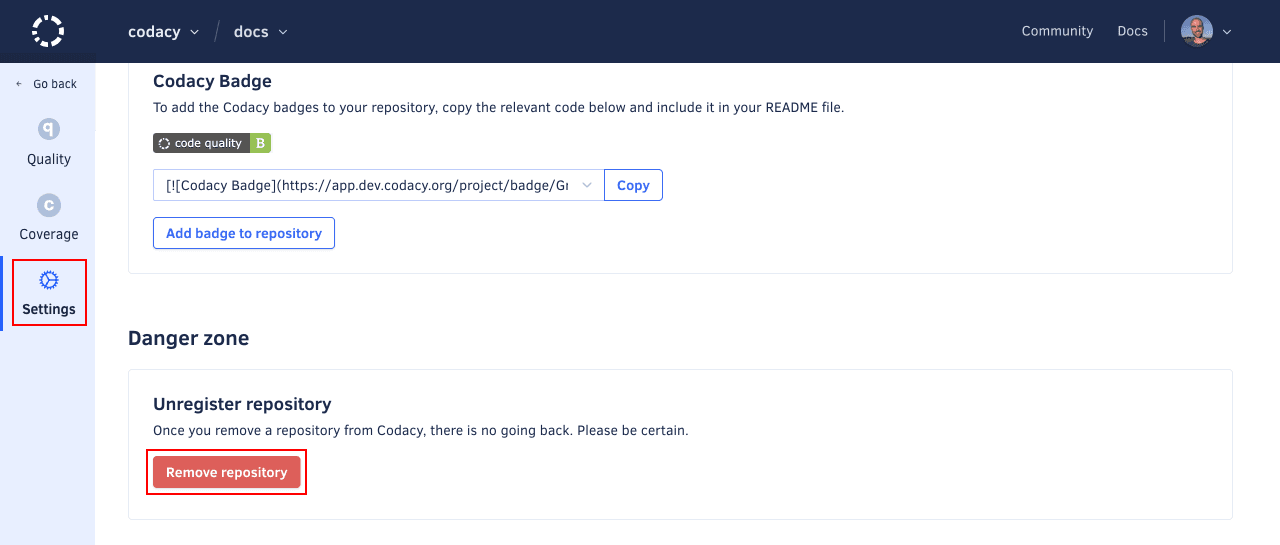 codacy / docs
Community
Docs
← Go back
q
Quality
c
Coverage
Settings
Codacy Badge
To add the Codacy badges to your repository, copy the relevant code below and include it in your README file.
code quality B
[![Codacy Badge](https://app.dev.codacy.org/project/badge/Gr
Copy
Add badge to repository
Danger zone
Unregister repository
Once you remove a repository from Codacy, there is no going back. Please be certain.
Remove repository